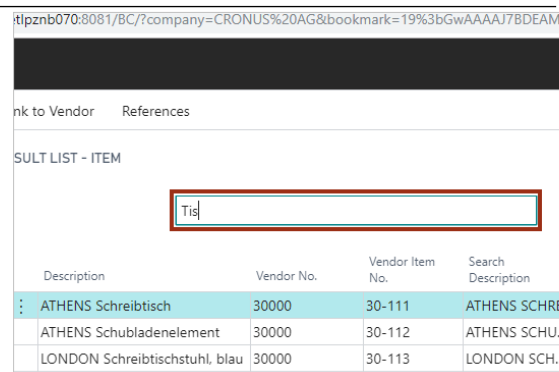 tlpznb070:8081/BC/?company=CRONUS%20AG&bookmark=19%3bGwAAAAJ7BDEAM
nk to Vendor References
SULT LIST - ITEM
Tis
Description Vendor No. Vendor Item No. Search Description
ATHENS Schreibtisch 30000 30-111 ATHENS SCHRE
ATHENS Schubladenelement 30000 30-112 ATHENS SCHU.
LONDON Schreibtischstuhl, blau 30000 30-113 LONDON SCH.